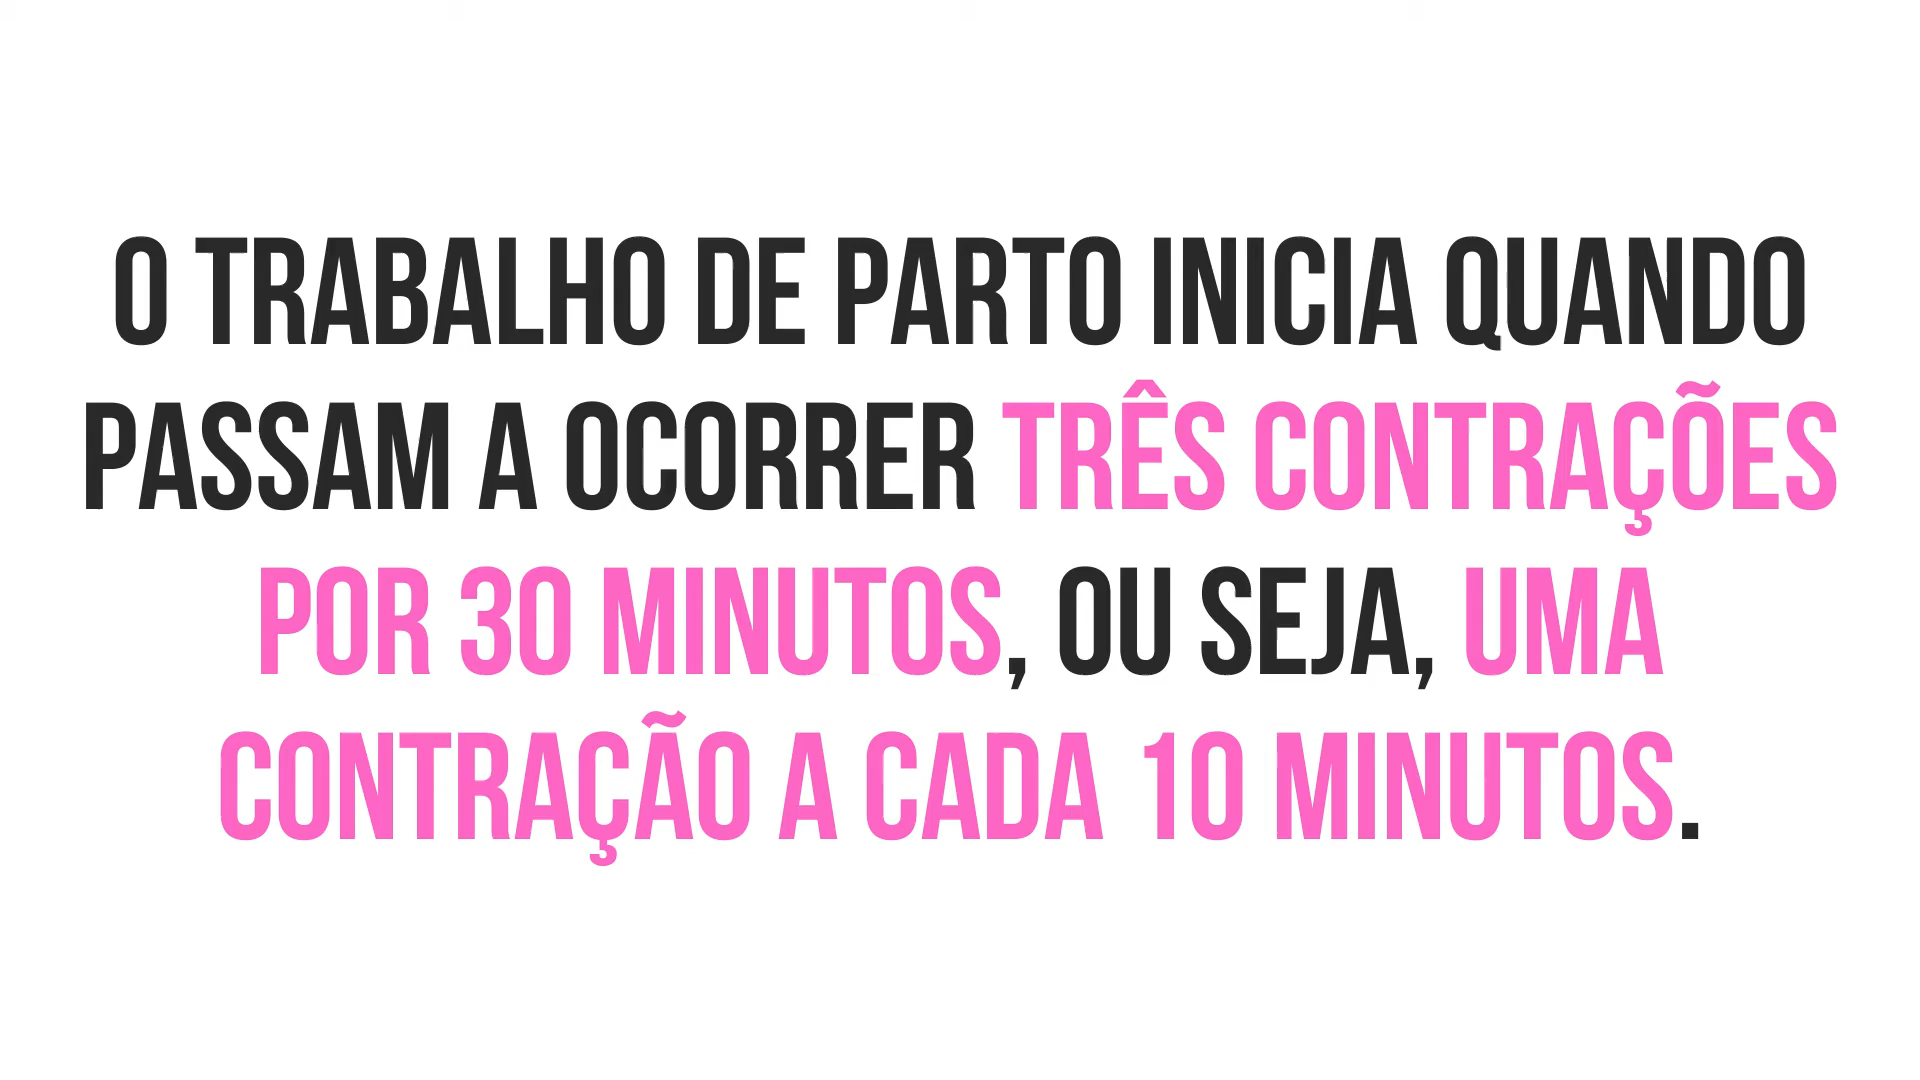 O TRABALHO DE PARTO INICIA QUANDO
PASSAM A OCORRER TRÊS CONTRAÇÕES
POR 30 MINUTOS, OU SEJA, UMA
CONTRAÇÃO A CADA 10 MINUTOS.